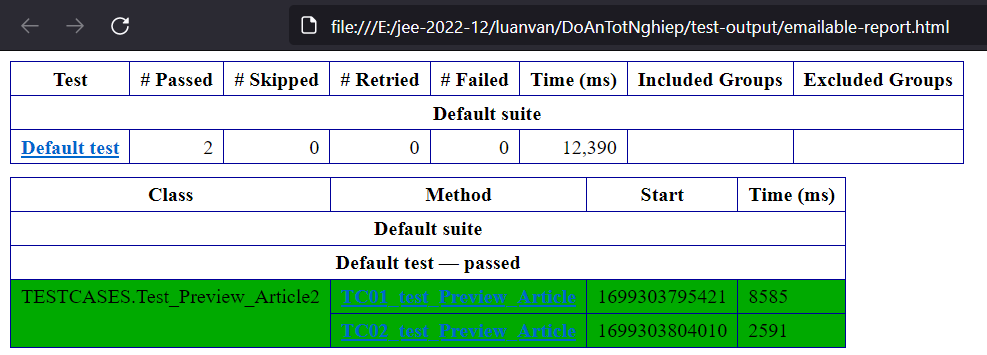 file:///E:/jee-2022-12/luanvan/DoAnTotNghiep/test-output/emailable-report.html
Test # Passed # Skipped # Retried # Failed Time (ms) Included Groups Excluded Groups
Default suite
Default test 2 0 0 0 12,390
Class Method Start Time (ms)
Default suite
Default test — passed
TESTCASES.Test_Preview_Article2 TC01_test_Preview_Article 1699303795421 8585
TC02_test_Preview_Article 1699303804010 2591